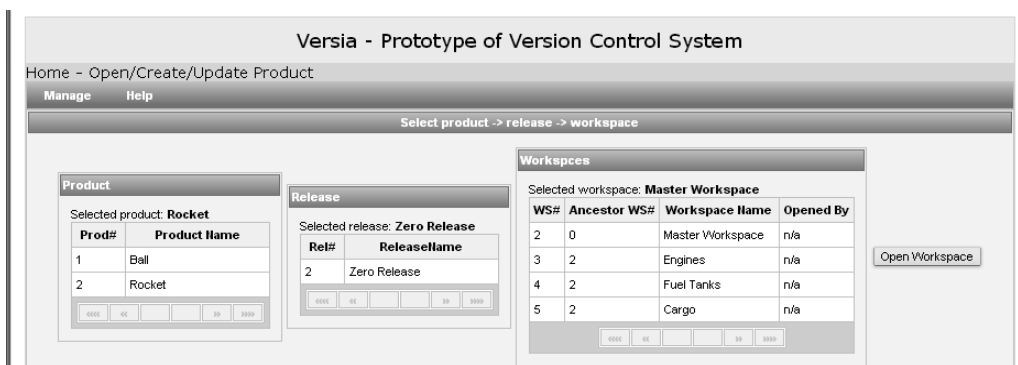 Versia - Prototype of Version Control System
Home - Open/Create/Update Product
Manage Help
Select product -> release -> workspace
Product
Selected product: Rocket
Prod# Product Name
1 Ball
2 Rocket
«« « » »»
Release
Selected release: Zero Release
Rel# ReleaseName
2 Zero Release
«« « » »»
Workspces
Selected workspace: Master Workspace
WS# Ancestor WS# Workspace Name Opened By
2 0 Master Workspace n/a
3 2 Engines n/a
4 2 Fuel Tanks n/a
5 2 Cargo n/a
«« « » »»
Open Workspace